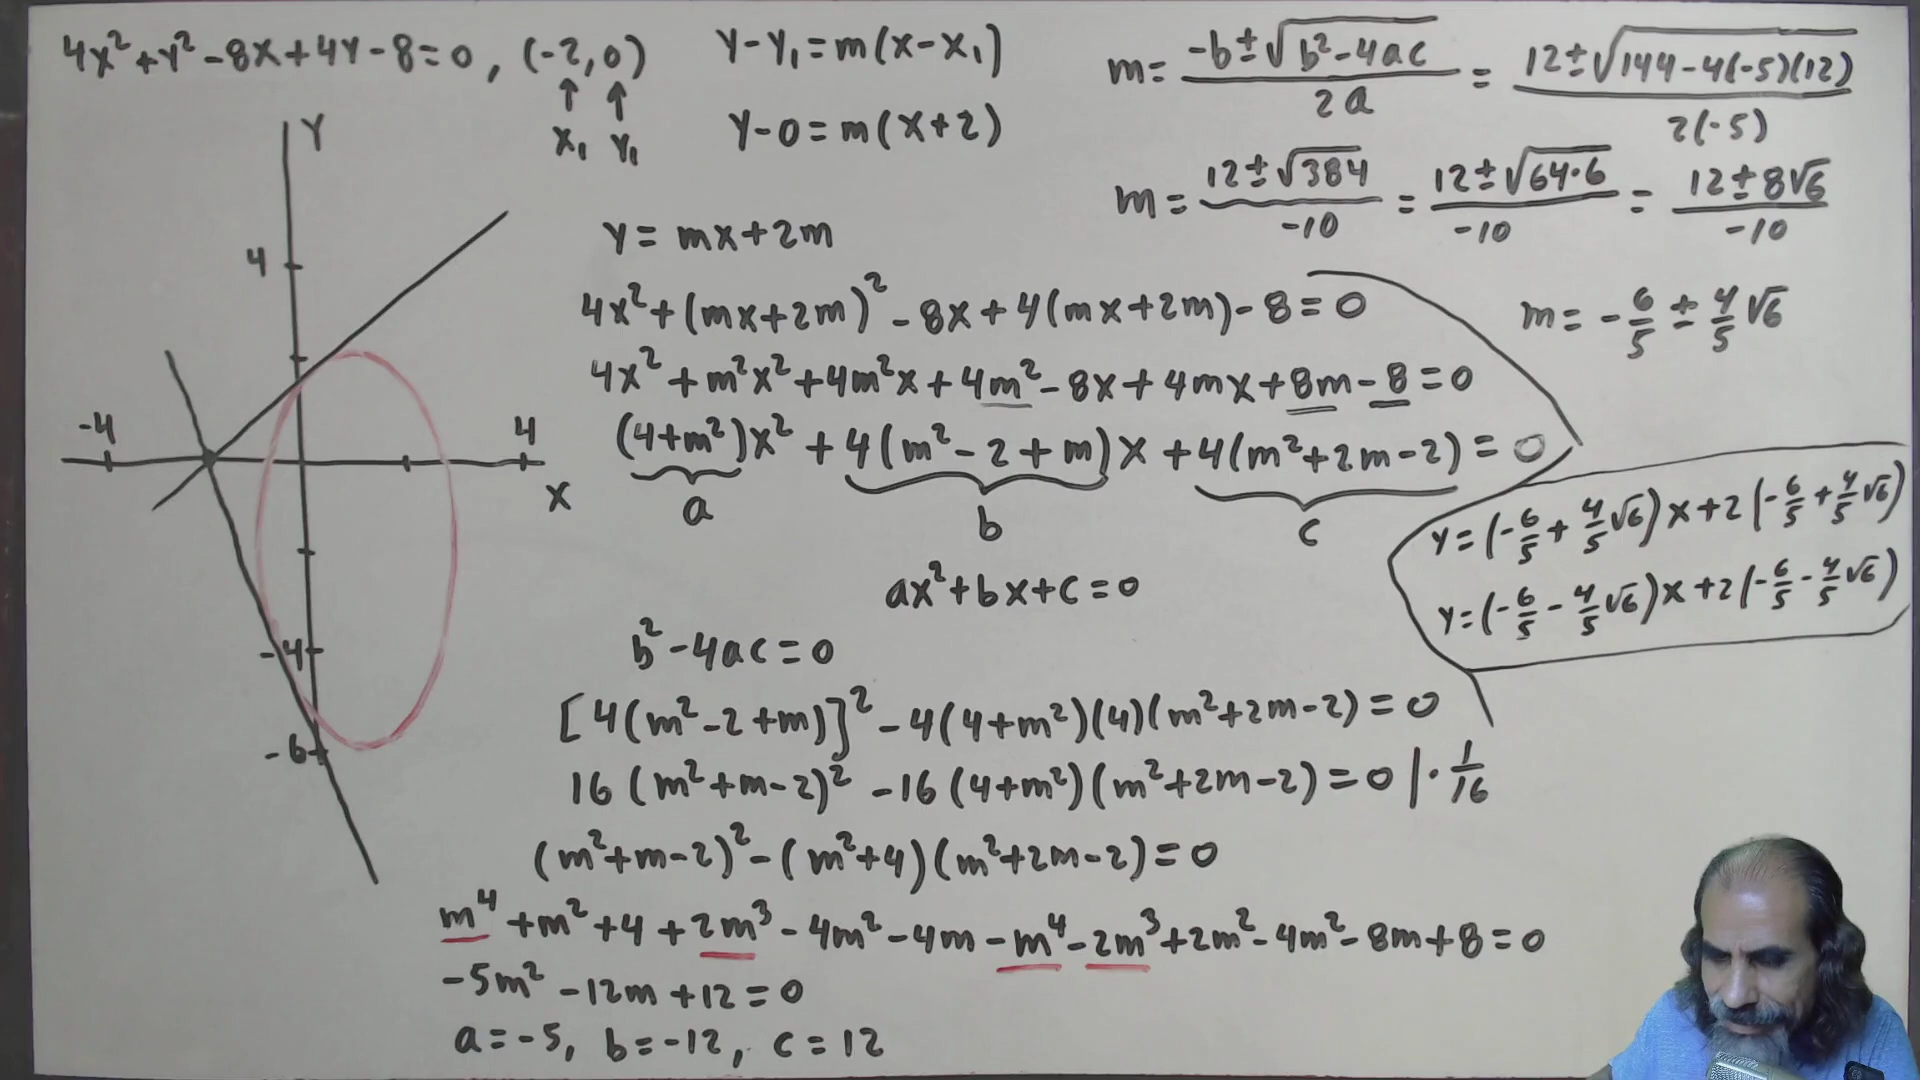 4x²+y²-8x+4y-8=0, (-2,0)
x₁ y₁
y-y₁=m(x-x₁)
y-0=m(x+2)
y=mx+2m
4x²+(mx+2m)²-8x+4(mx+2m)-8=0
4x²+m²x²+4m²x+4m²-8x+4mx+8m-8=0
(4+m²)x²+4(m²-2+m)x+4(m²+2m-2)=0
a b c
ax²+bx+c=0
b²-4ac=0
[4(m²-2+m)]²-4(4+m²)(4)(m²+2m-2)=0
16(m²+m-2)²-16(4+m²)(m²+2m-2)=0 |·1/16
(m²+m-2)²-(m²+4)(m²+2m-2)=0
m⁴+m²+4+2m³-4m²-4m-m⁴-2m³+2m²-4m²-8m+8=0
-5m²-12m+12=0
a=-5, b=-12, c=12
m=(-b±√(b²-4ac))/2a=(12±√(144-4(-5)(12)))/2(-5)
m=(12±√384)/-10=(12±√(64·6))/-10=(12±8√6)/-10
m=-6/5±4/5√6
y=(-6/5+4/5√6)x+2(-6/5+4/5√6)
y=(-6/5-4/5√6)x+2(-6/5-4/5√6)
y
4
-4
4
x
-4
-6